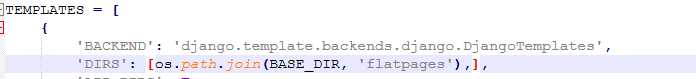 TEMPLATES = [
{
'BACKEND': 'django.template.backends.django.DjangoTemplates',
'DIRS': [os.path.join(BASE_DIR, 'flatpages'),],